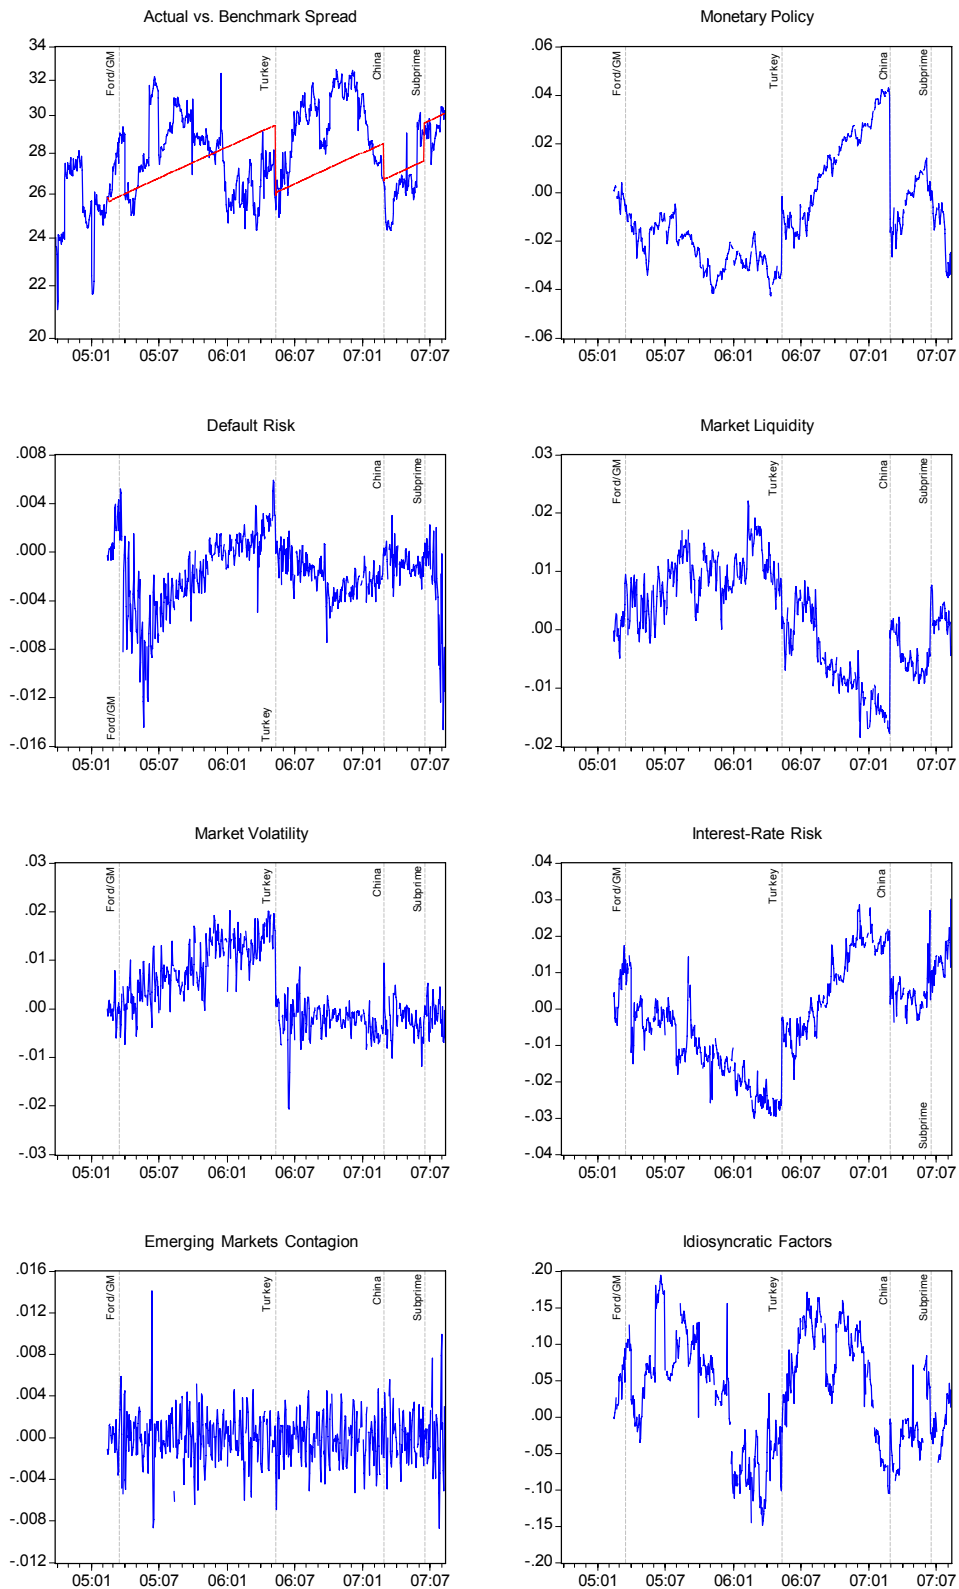 Actual vs. Benchmark Spread
34
32
30
28
26
24
22
20
Ford/GM
Turkey
China
Subprime
05:01 05:07 06:01 06:07 07:01 07:07
Monetary Policy
.06
.04
.02
.00
-.02
-.04
-.06
Ford/GM
Turkey
China
Subprime
05:01 05:07 06:01 06:07 07:01 07:07
Default Risk
.008
.004
.000
-.004
-.008
-.012
-.016
China
Subprime
Ford/GM
Turkey
05:01 05:07 06:01 06:07 07:01 07:07
Market Liquidity
.03
.02
.01
.00
-.01
-.02
Ford/GM
Turkey
China
Subprime
05:01 05:07 06:01 06:07 07:01 07:07
Market Volatility
.03
.02
.01
.00
-.01
-.02
-.03
Ford/GM
Turkey
China
Subprime
05:01 05:07 06:01 06:07 07:01 07:07
Interest-Rate Risk
.04
.03
.02
.01
.00
-.01
-.02
-.03
-.04
Ford/GM
Turkey
China
Subprime
05:01 05:07 06:01 06:07 07:01 07:07
Emerging Markets Contagion
.016
.012
.008
.004
.000
-.004
-.008
-.012
Ford/GM
Turkey
China
Subprime
05:01 05:07 06:01 06:07 07:01 07:07
Idiosyncratic Factors
.20
.15
.10
.05
.00
-.05
-.10
-.15
-.20
Ford/GM
Turkey
China
Subprime
05:01 05:07 06:01 06:07 07:01 07:07